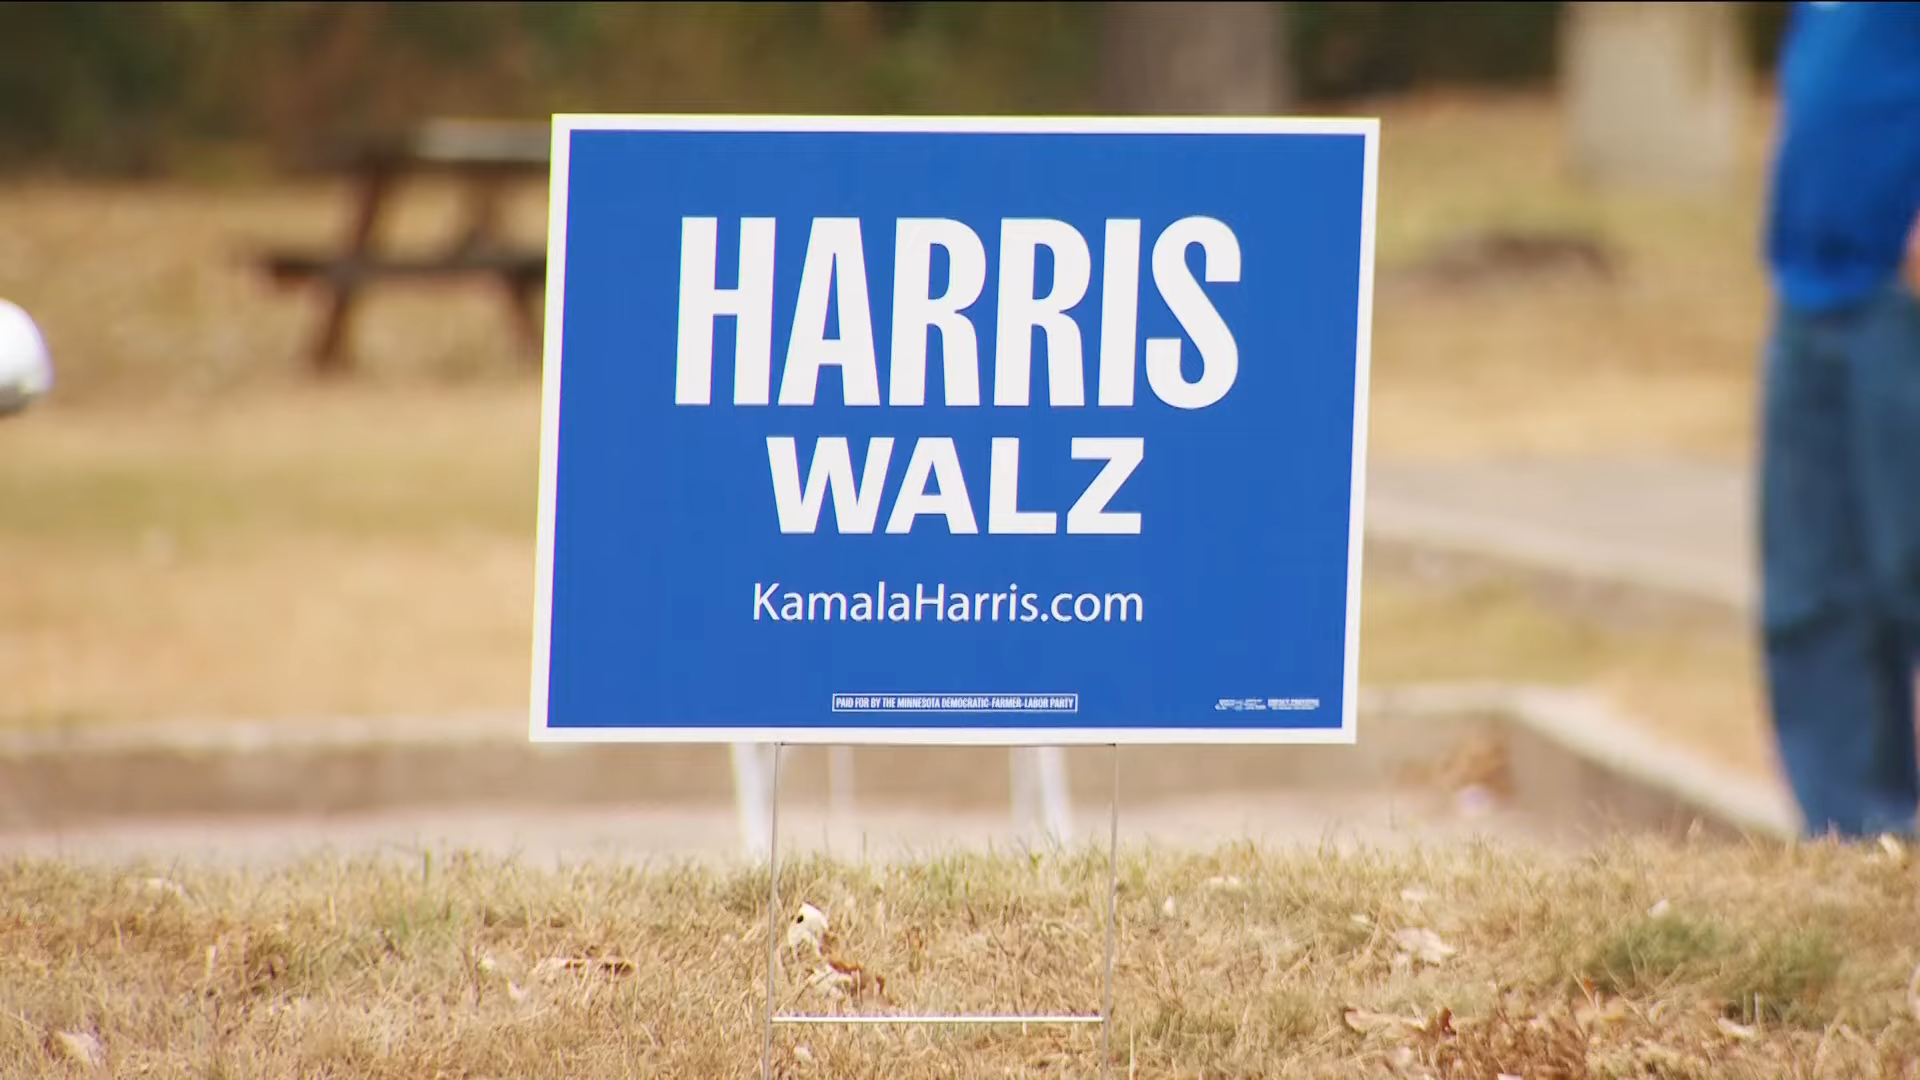 HARRIS
WALZ
KamalaHarris.com
PAID FOR BY THE MINNESOTA DEMOCRATIC-FARMER-LABOR PARTY